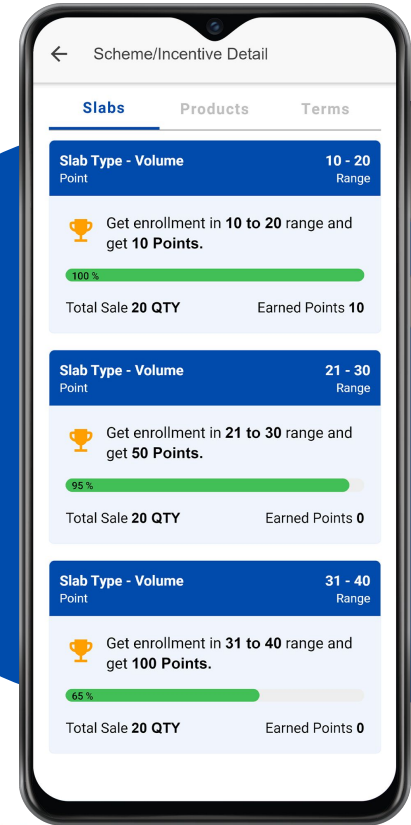 Scheme/Incentive Detail
Slabs Products Terms
Slab Type - Volume 10 - 20
Point Range
Get enrollment in 10 to 20 range and
get 10 Points.
100 %
Total Sale 20 QTY Earned Points 10
Slab Type - Volume 21 - 30
Point Range
Get enrollment in 21 to 30 range and
get 50 Points.
95 %
Total Sale 20 QTY Earned Points 0
Slab Type - Volume 31 - 40
Point Range
Get enrollment in 31 to 40 range and
get 100 Points.
65 %
Total Sale 20 QTY Earned Points 0